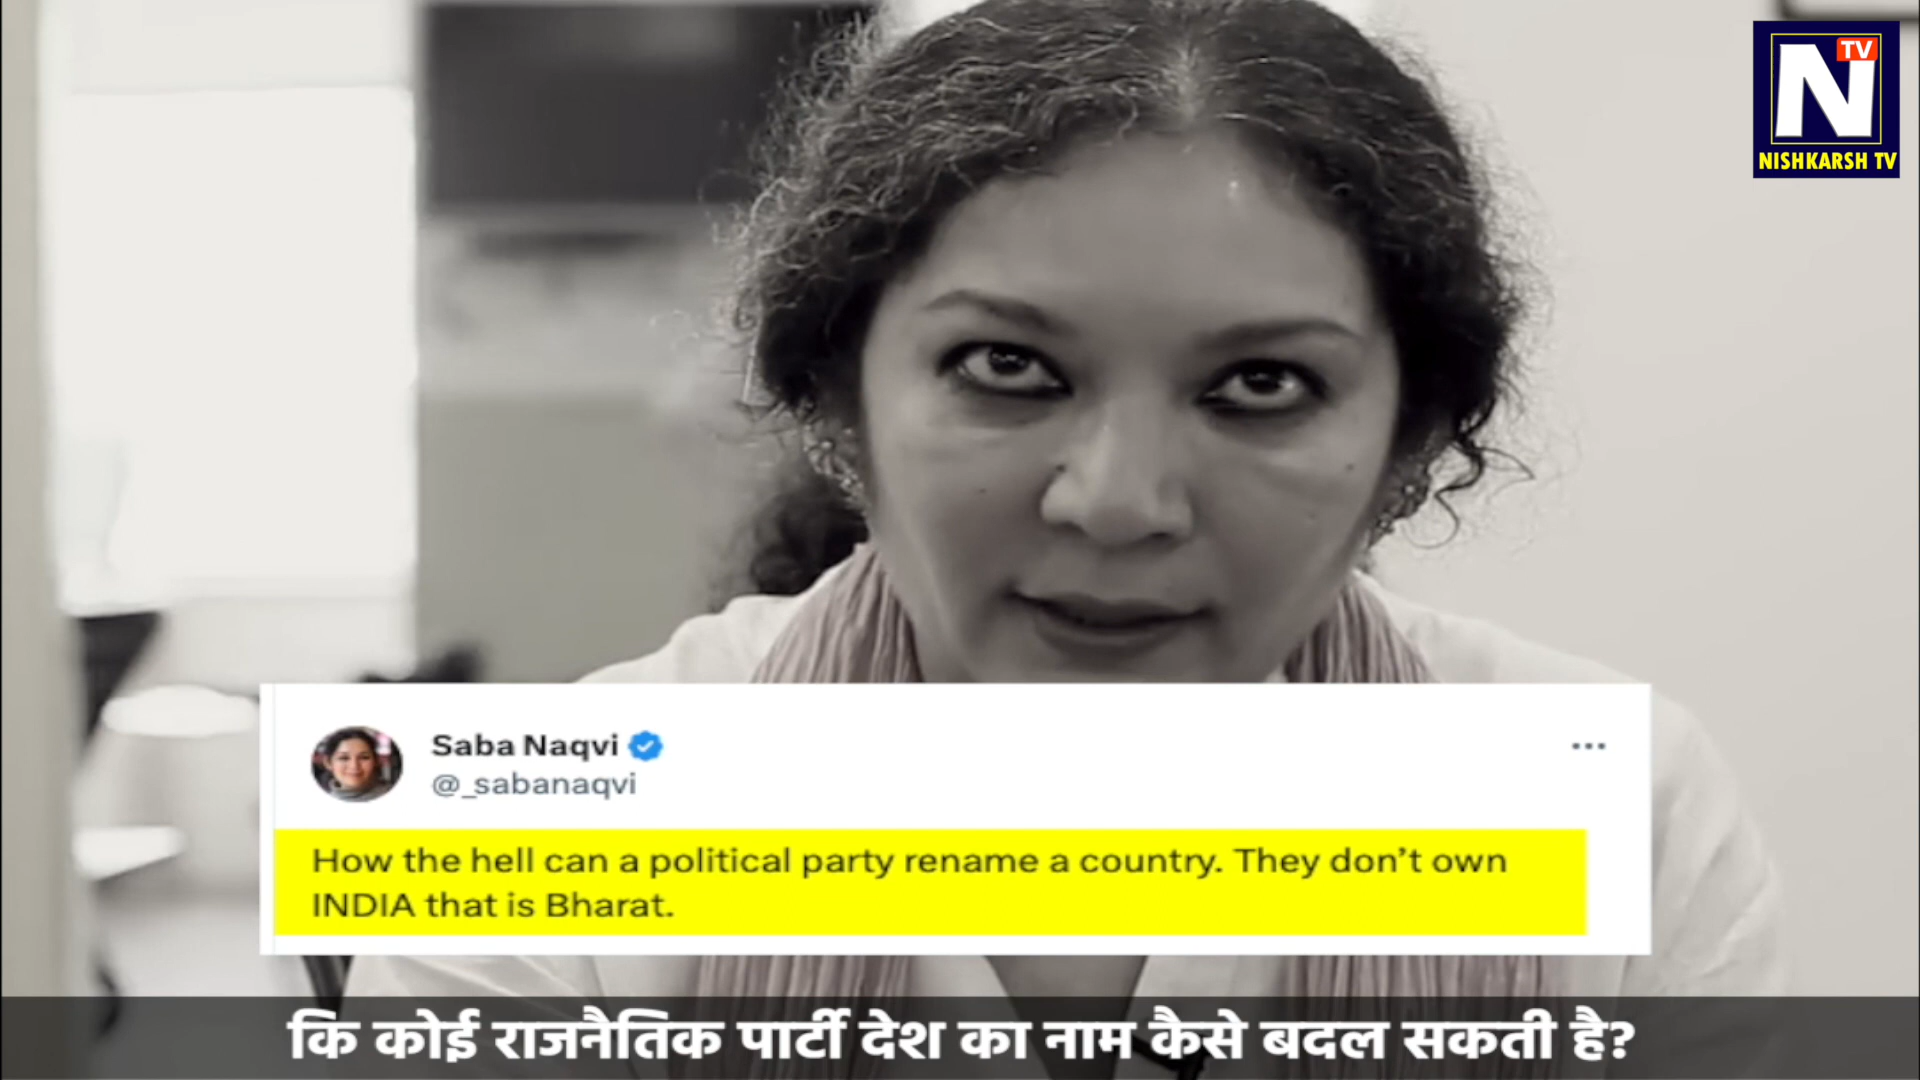 TV
N
NISHKARSH TV
Saba Naqvi
@_sabanaqvi
How the hell can a political party rename a country. They don’t own
INDIA that is Bharat.
कि कोई राजनैतिक पार्टी देश का नाम कैसे बदल सकती है?